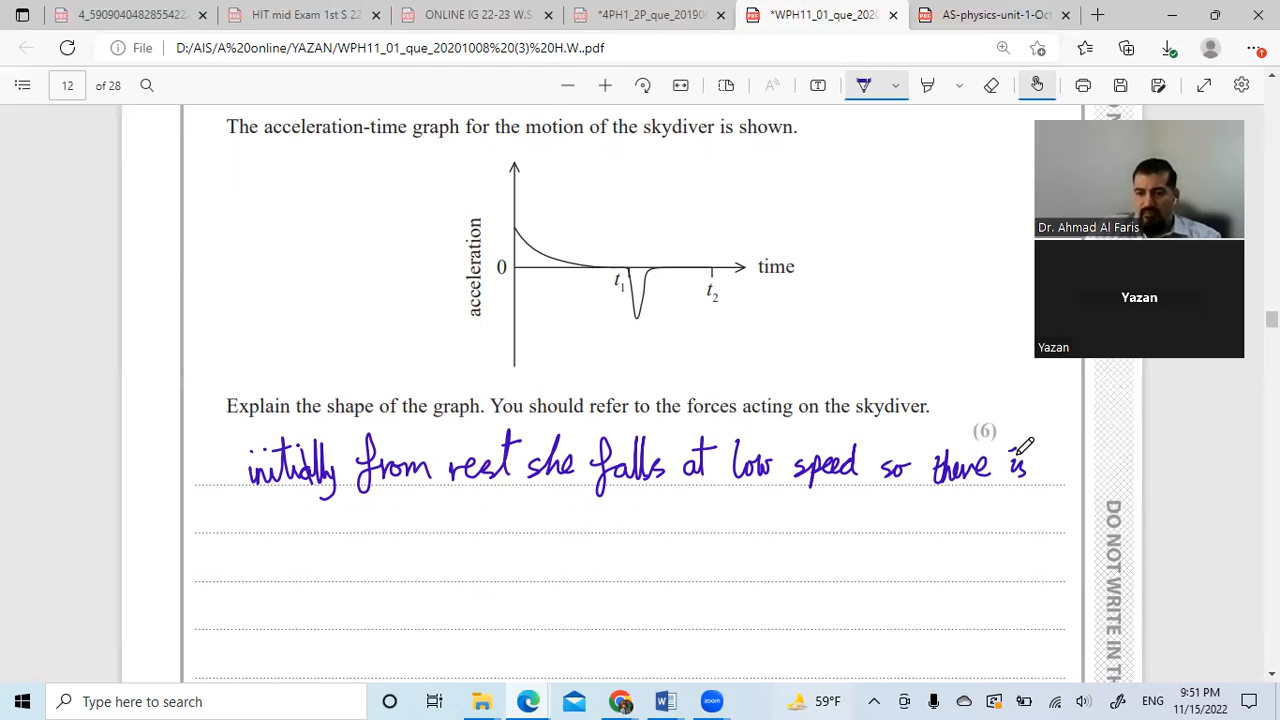 4_5909040482855422
HIT mid Exam 1st S 22
ONLINE IG 22-23 W.S
*4PH1_2P_que_20190
*WPH11_01_que_202
AS-physics-unit-1-Oct
File
D:/AIS/A%20online/YAZAN/WPH11_01_que_20201008%20(3)%20H.W..pdf
12 of 28
The acceleration-time graph for the motion of the skydiver is shown.
acceleration
0
t1
t2
time
Dr. Ahmad Al Faris
Yazan
Yazan
Explain the shape of the graph. You should refer to the forces acting on the skydiver.
(6)
initially from rest she falls at low speed so there is
DO NOT WRITE IN TH
Type here to search
59°F
ENG
9:51 PM
11/15/2022